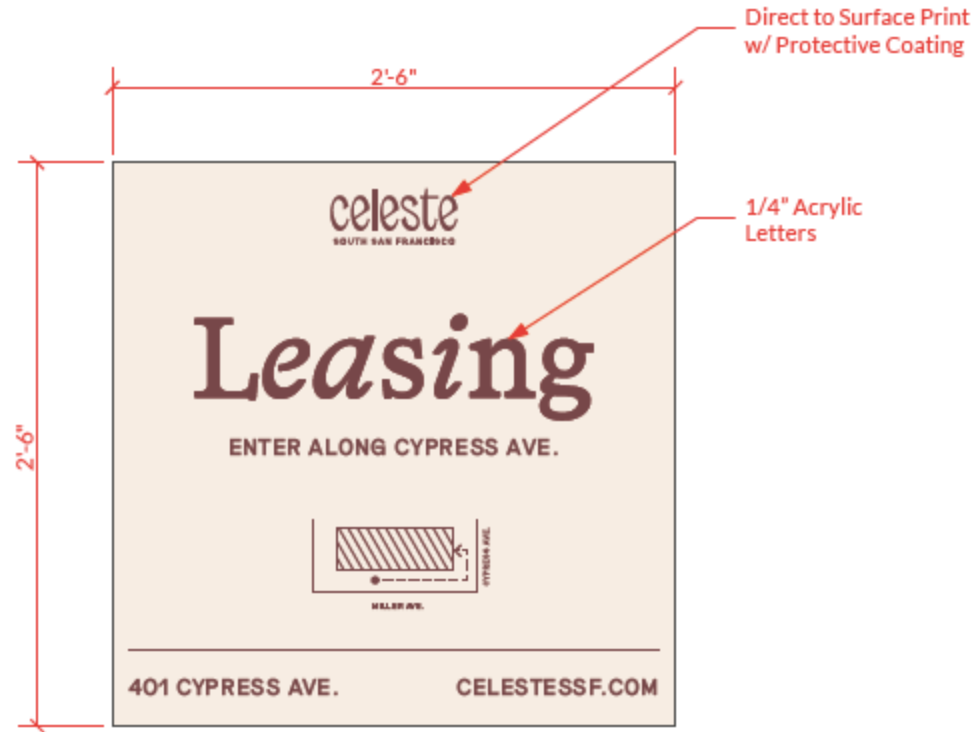 Direct to Surface Print
w/ Protective Coating
2'-6"
celeste
SOUTH SAN FRANCISCO
1/4" Acrylic
Letters
Leasing
2'-6"
ENTER ALONG CYPRESS AVE.
CYPRESS AVE.
MILLER AVE.
401 CYPRESS AVE.
CELESTESSF.COM